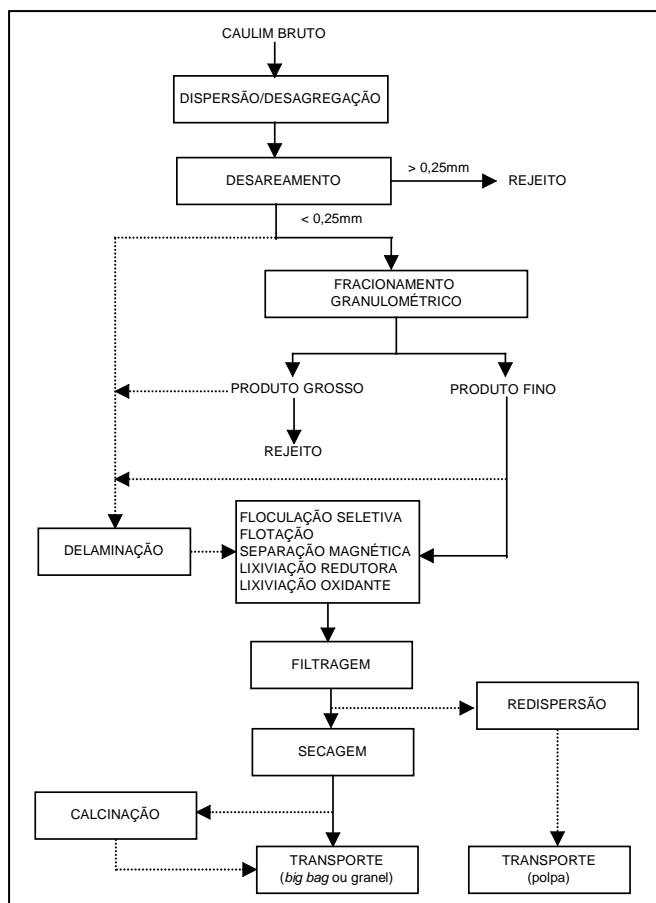 CAULIM BRUTO
DISPERSÃO/DESAGREGAÇÃO
DESAREAMENTO
> 0,25mm
REJEITO
< 0,25mm
FRACIONAMENTO
GRANULOMÉTRICO
PRODUTO GROSSO
PRODUTO FINO
REJEITO
DELAMINAÇÃO
FLOCULAÇÃO SELETIVA
FLOTAÇÃO
SEPARAÇÃO MAGNÉTICA
LIXIVIAÇÃO REDUTORA
LIXIVIAÇÃO OXIDANTE
FILTRAGEM
REDISPERSÃO
SECAGEM
CALCINAÇÃO
TRANSPORTE
(big bag ou granel)
TRANSPORTE
(polpa)